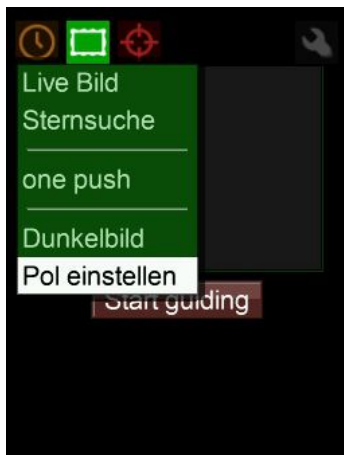 Live Bild
Sternsuche
one push
Dunkelbild
Pol einstellen
Start guiding